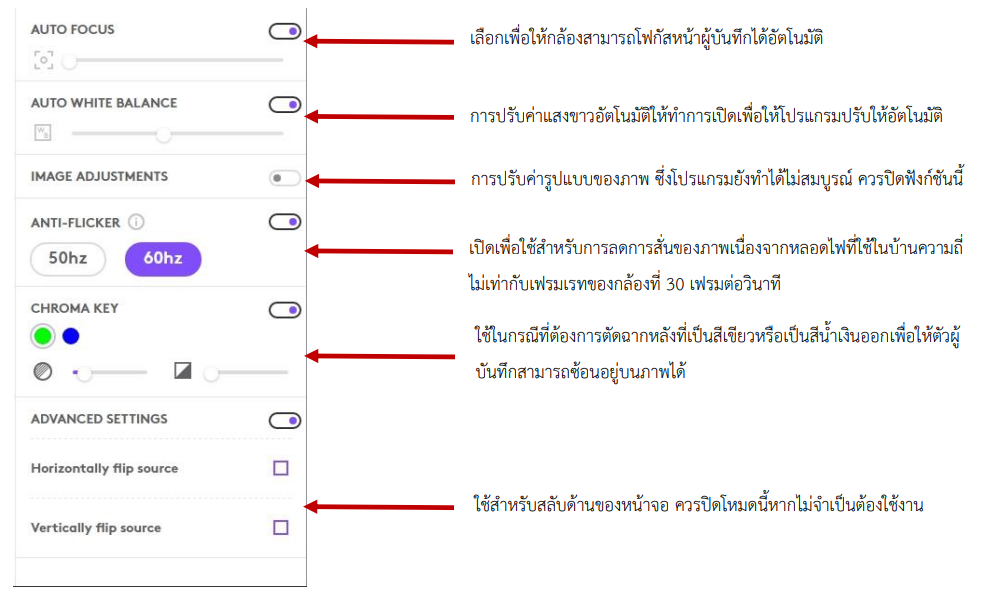 AUTO FOCUS
เลือกเพื่อให้กล้องสามารถโฟกัสหน้าผู้บันทึกได้อัตโนมัติ
AUTO WHITE BALANCE
W
B
การปรับค่าแสงขาวอัตโนมัติให้ทำการเปิดเพื่อให้โปรแกรมปรับให้อัตโนมัติ
IMAGE ADJUSTMENTS
การปรับค่ารูปแบบของภาพ ซึ่งโปรแกรมยังทำได้ไม่สมบูรณ์ ควรปิดฟังก์ชันนี้
ANTI-FLICKER
50hz 60hz
เปิดเพื่อใช้สำหรับการลดการสั่นของภาพเนื่องจากหลอดไฟที่ใช้ในบ้านความถี่
ไม่เท่ากับเฟรมเรทของกล้องที่ 30 เฟรมต่อวินาที
CHROMA KEY
ใช้ในกรณีที่ต้องการตัดฉากหลังที่เป็นสีเขียวหรือเป็นสีน้ำเงินออกเพื่อให้ตัวผู้
บันทึกสามารถซ้อนอยู่บนภาพได้
ADVANCED SETTINGS
Horizontally flip source
Vertically flip source
ใช้สำหรับสลับด้านของหน้าจอ ควรปิดโหมดนี้หากไม่จำเป็นต้องใช้งาน